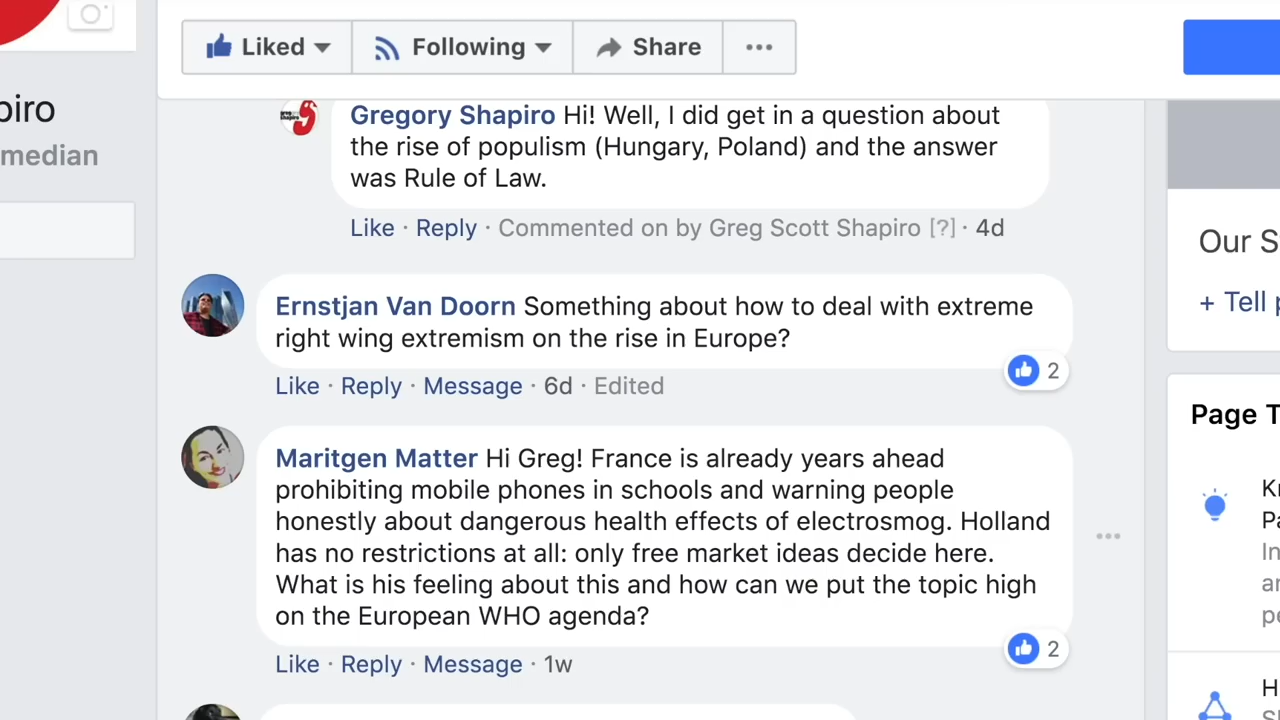 Liked
Following
Share
piro
median
Gregory Shapiro Hi! Well, I did get in a question about
the rise of populism (Hungary, Poland) and the answer
was Rule of Law.
Like · Reply · Commented on by Greg Scott Shapiro [?] · 4d
Ernstjan Van Doorn Something about how to deal with extreme
right wing extremism on the rise in Europe?
2
Like · Reply · Message · 6d · Edited
Maritgen Matter Hi Greg! France is already years ahead
prohibiting mobile phones in schools and warning people
honestly about dangerous health effects of electrosmog. Holland
has no restrictions at all: only free market ideas decide here.
What is his feeling about this and how can we put the topic high
on the European WHO agenda?
2
Like · Reply · Message · 1w
Our S
+ Tell
Page T